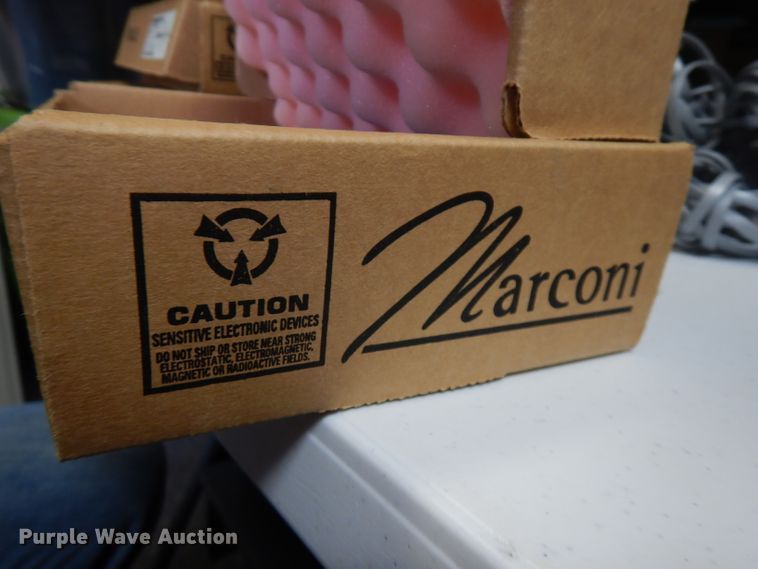 CAUTION
SENSITIVE ELECTRONIC DEVICES
DO NOT SHIP OR STORE NEAR STRONG
ELECTROSTATIC, ELECTROMAGNETIC,
MAGNETIC OR RADIOACTIVE FIELDS.
Marconi
Purple Wave Auction